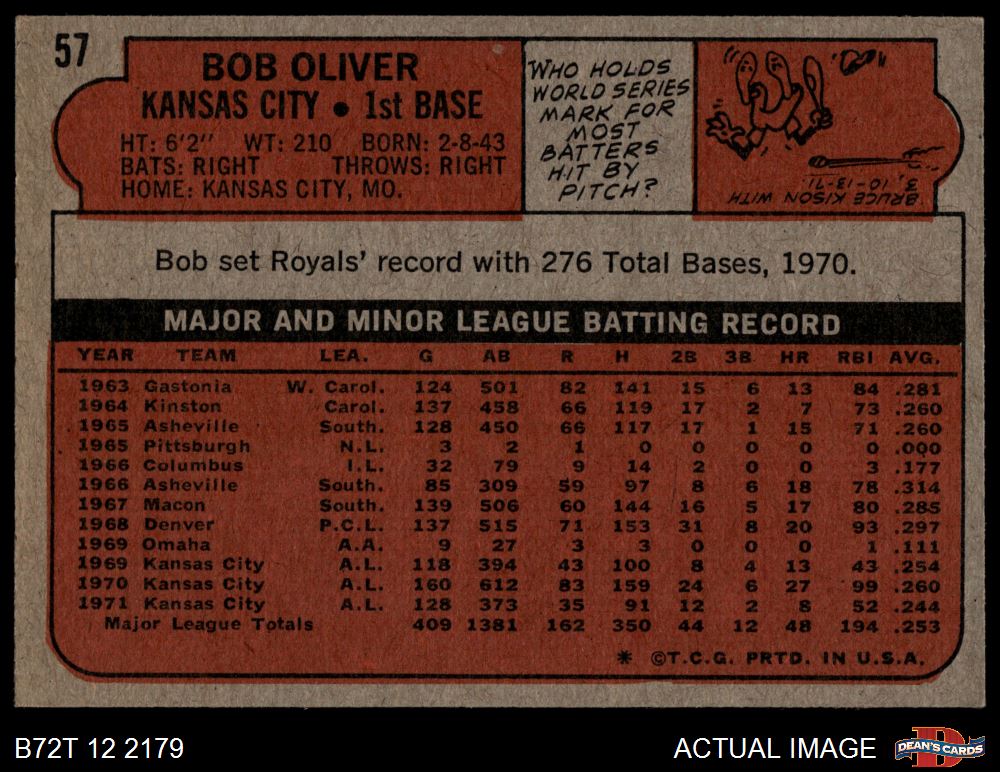 57
BOB OLIVER
KANSAS CITY • 1st BASE
HT: 6'2" WT: 210 BORN: 2-8-43
BATS: RIGHT THROWS: RIGHT
HOME: KANSAS CITY, MO.
WHO HOLDS
WORLD SERIES
MARK FOR
MOST
BATTERS
HIT BY
PITCH?
BRUCE KISON WITH
3, 10-13-71
Bob set Royals' record with 276 Total Bases, 1970.
MAJOR AND MINOR LEAGUE BATTING RECORD
YEAR TEAM LEA. G AB R H 2B 3B HR RBI AVG.
1963 Gastonia W. Carol. 124 501 82 141 15 6 13 84 .281
1964 Kinston Carol. 137 458 66 119 17 2 7 73 .260
1965 Asheville South. 128 450 66 117 17 1 15 71 .260
1965 Pittsburgh N.L. 3 2 1 0 0 0 0 0 .000
1966 Columbus I.L. 32 79 9 14 2 0 0 3 .177
1966 Asheville South. 85 309 59 97 8 6 18 78 .314
1967 Macon South. 139 506 60 144 16 5 17 80 .285
1968 Denver P.C.L. 137 515 71 153 31 8 20 93 .297
1969 Omaha A.A. 9 27 3 3 0 0 0 1 .111
1969 Kansas City A.L. 118 394 43 100 8 4 13 43 .254
1970 Kansas City A.L. 160 612 83 159 24 6 27 99 .260
1971 Kansas City A.L. 128 373 35 91 12 2 8 52 .244
Major League Totals 409 1381 162 350 44 12 48 194 .253
* ©T.C.G. PRTD. IN U.S.A.
B72T 12 2179
ACTUAL IMAGE
D
DEAN'S CARDS